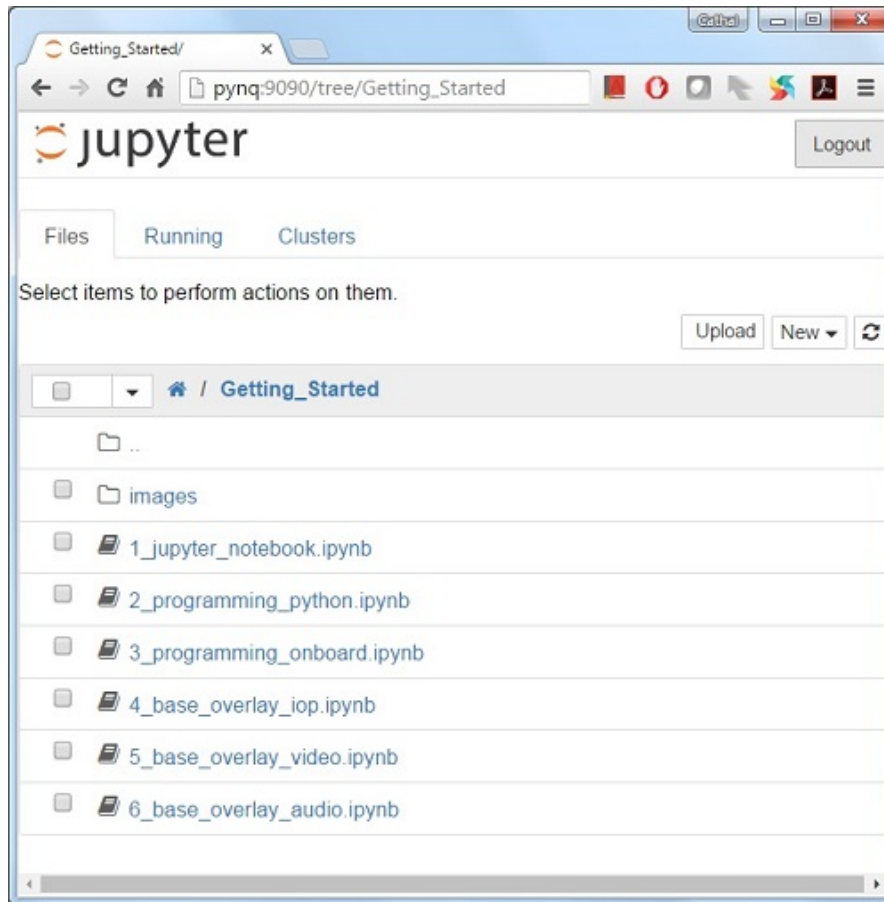 Cathal
Getting_Started/
pynq:9090/tree/Getting_Started
jupyter
Logout
Files Running Clusters
Select items to perform actions on them.
Upload New
/ Getting_Started
..
images
1_jupyter_notebook.ipynb
2_programming_python.ipynb
3_programming_onboard.ipynb
4_base_overlay_iop.ipynb
5_base_overlay_video.ipynb
6_base_overlay_audio.ipynb